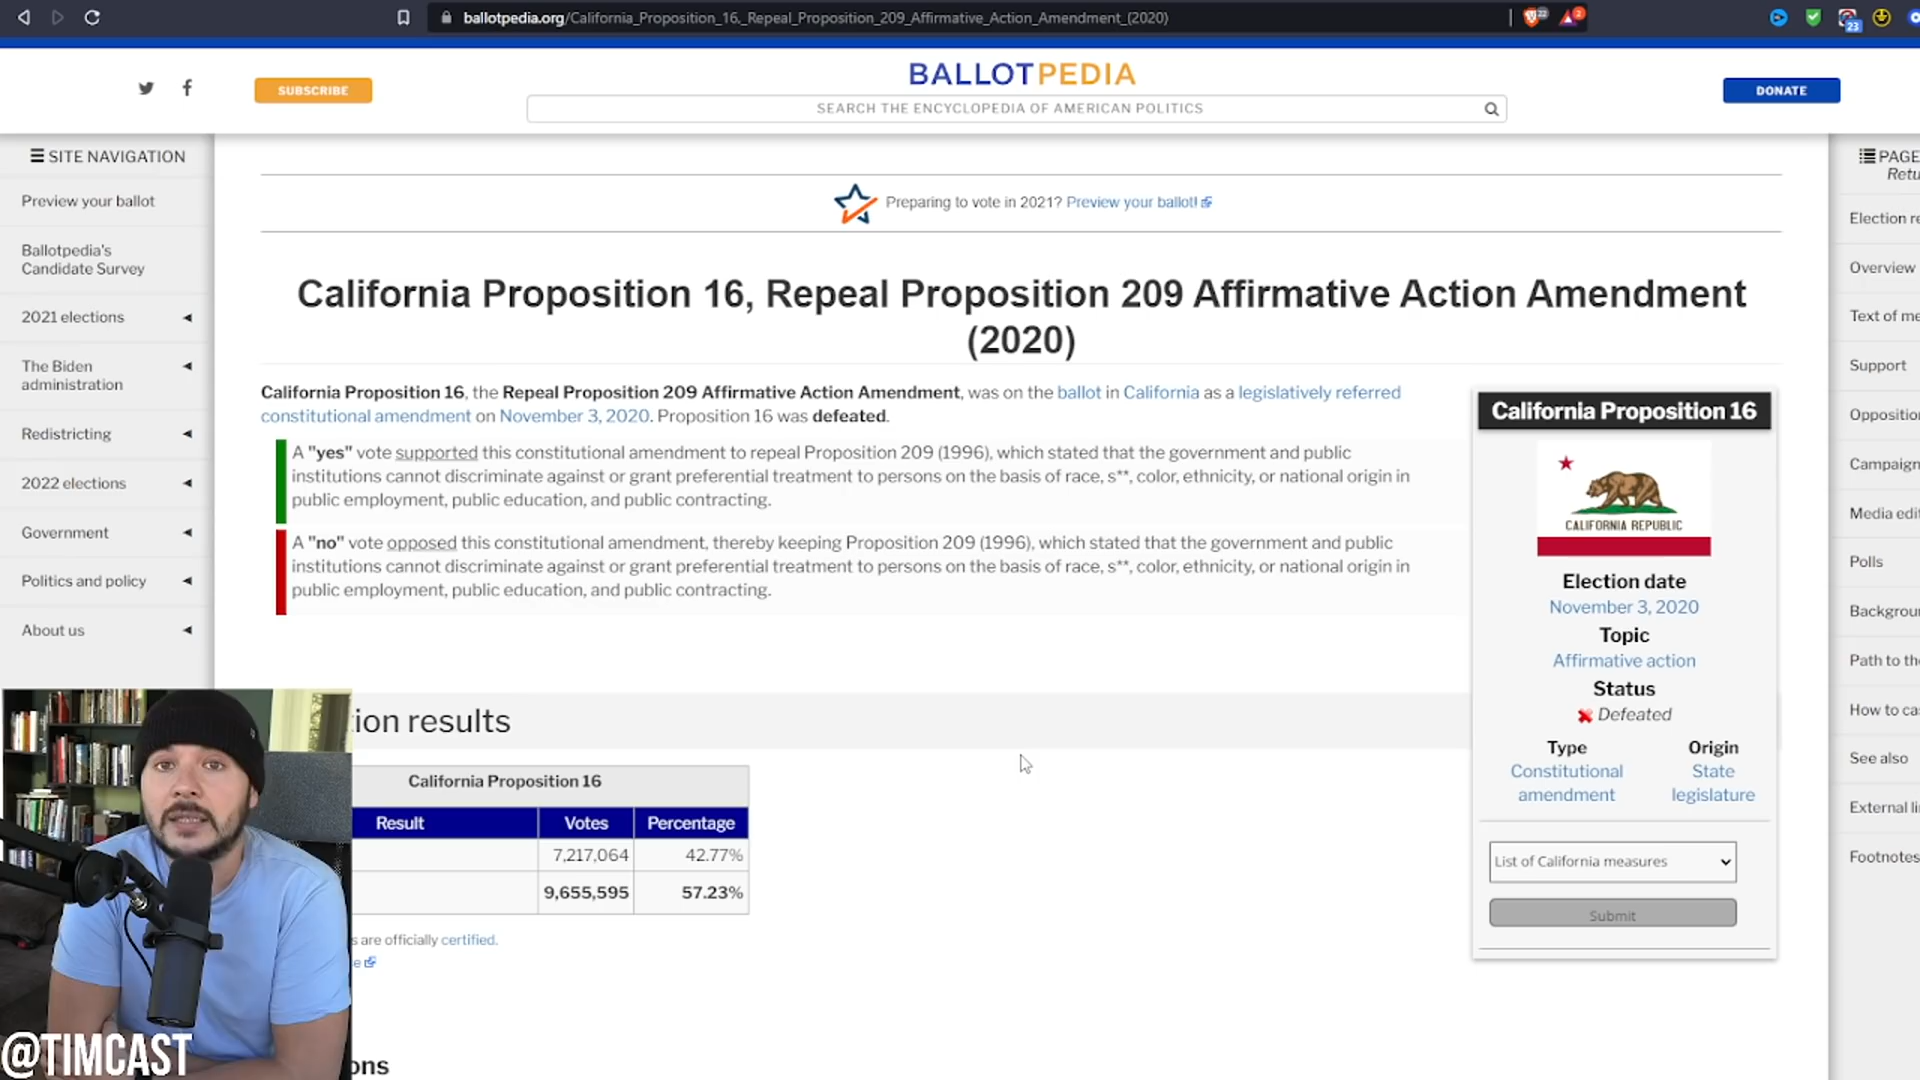 ballotpedia.org/California_Proposition_16,_Repeal_Proposition_209_Affirmative_Action_Amendment_(2020)
22
2
23
SUBSCRIBE
BALLOTPEDIA
SEARCH THE ENCYCLOPEDIA OF AMERICAN POLITICS
DONATE
SITE NAVIGATION
Preview your ballot
Ballotpedia's
Candidate Survey
2021 elections
The Biden
administration
Redistricting
2022 elections
Government
Politics and policy
About us
Preparing to vote in 2021? Preview your ballot!
California Proposition 16, Repeal Proposition 209 Affirmative Action Amendment
(2020)
California Proposition 16, the Repeal Proposition 209 Affirmative Action Amendment, was on the ballot in California as a legislatively referred
constitutional amendment on November 3, 2020. Proposition 16 was defeated.
A "yes" vote supported this constitutional amendment to repeal Proposition 209 (1996), which stated that the government and public
institutions cannot discriminate against or grant preferential treatment to persons on the basis of race, s**, color, ethnicity, or national origin in
public employment, public education, and public contracting.
A "no" vote opposed this constitutional amendment, thereby keeping Proposition 209 (1996), which stated that the government and public
institutions cannot discriminate against or grant preferential treatment to persons on the basis of race, s**, color, ethnicity, or national origin in
public employment, public education, and public contracting.
tion results
California Proposition 16
Result Votes Percentage
7,217,064 42.77%
9,655,595 57.23%
s are officially certified.
e
ons
California Proposition 16
CALIFORNIA REPUBLIC
Election date
November 3, 2020
Topic
Affirmative action
Status
Defeated
Type Origin
Constitutional State
amendment legislature
List of California measures
Submit
PAGE
Retu
Election re
Overview
Text of me
Support
Oppositio
Campaign
Media edit
Polls
Backgrou
Path to the
How to ca
See also
External li
Footnotes
@TIMCAST